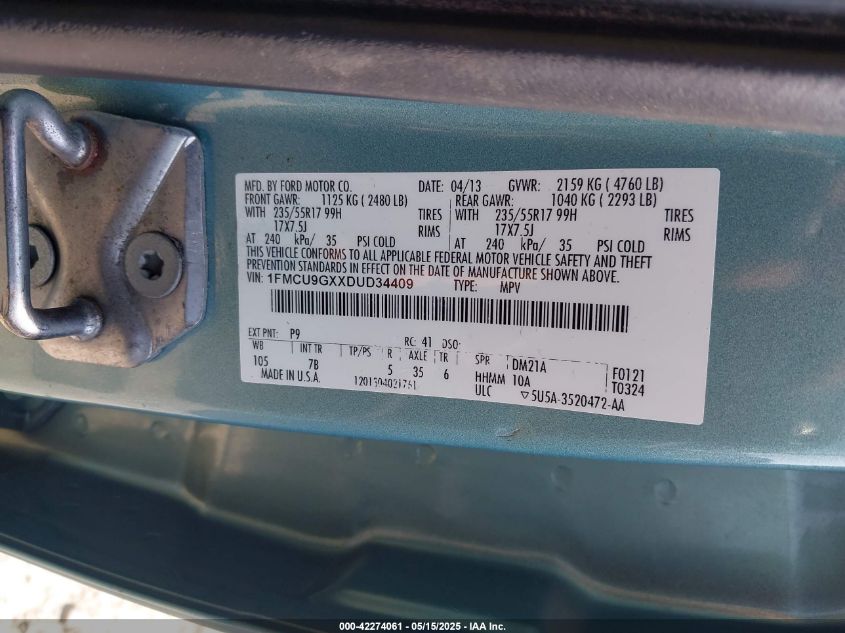 MFD. BY FORD MOTOR CO. DATE: 04/13 GVWR: 2159 KG ( 4760 LB)
FRONT GAWR: 1125 KG ( 2480 LB) REAR GAWR: 1040 KG ( 2293 LB)
WITH 235/55R17 99H TIRES WITH 235/55R17 99H TIRES
17X7.5J RIMS 17X7.5J RIMS
AT 240 kPa/ 35 PSI COLD AT 240 kPa/ 35 PSI COLD
THIS VEHICLE CONFORMS TO ALL APPLICABLE FEDERAL MOTOR VEHICLE SAFETY AND THEFT
PREVENTION STANDARDS IN EFFECT ON THE DATE OF MANUFACTURE SHOWN ABOVE.
VIN: 1FMCU9GXXDUD34409 TYPE: MPV
EXT PNT: P9 RC: 41 DSO:
WB INT TR TP/PS R AXLE TR SPR DM21A F0121
105 7B 5 35 6 HHMM 10A T0324
MADE IN U.S.A. ULC ▽5U5A-3520472-AA
000-42274061 - 05/15/2025 - IAA Inc.